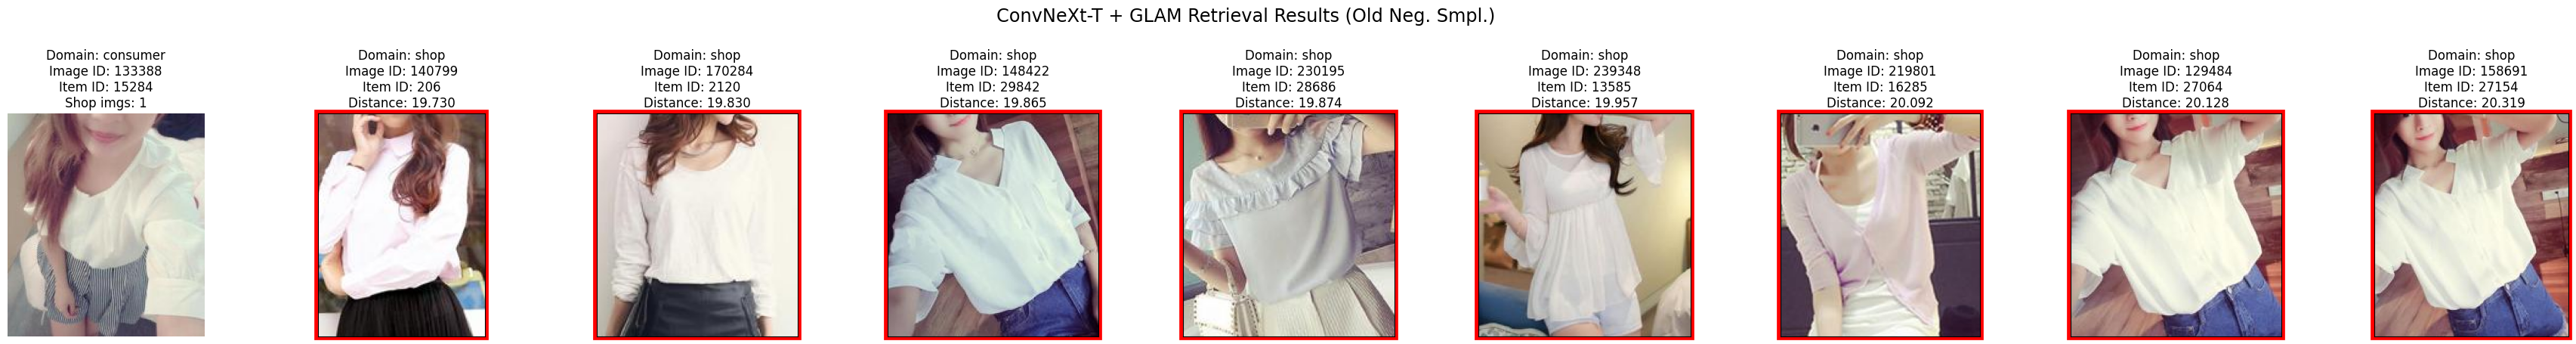 ConvNeXt-T + GLAM Retrieval Results (Old Neg. Smpl.)
Domain: consumer
Image ID: 133388
Item ID: 15284
Shop imgs: 1
Domain: shop
Image ID: 140799
Item ID: 206
Distance: 19.730
Domain: shop
Image ID: 170284
Item ID: 2120
Distance: 19.830
Domain: shop
Image ID: 148422
Item ID: 29842
Distance: 19.865
Domain: shop
Image ID: 230195
Item ID: 28686
Distance: 19.874
Domain: shop
Image ID: 239348
Item ID: 13585
Distance: 19.957
Domain: shop
Image ID: 219801
Item ID: 16285
Distance: 20.092
Domain: shop
Image ID: 129484
Item ID: 27064
Distance: 20.128
Domain: shop
Image ID: 158691
Item ID: 27154
Distance: 20.319